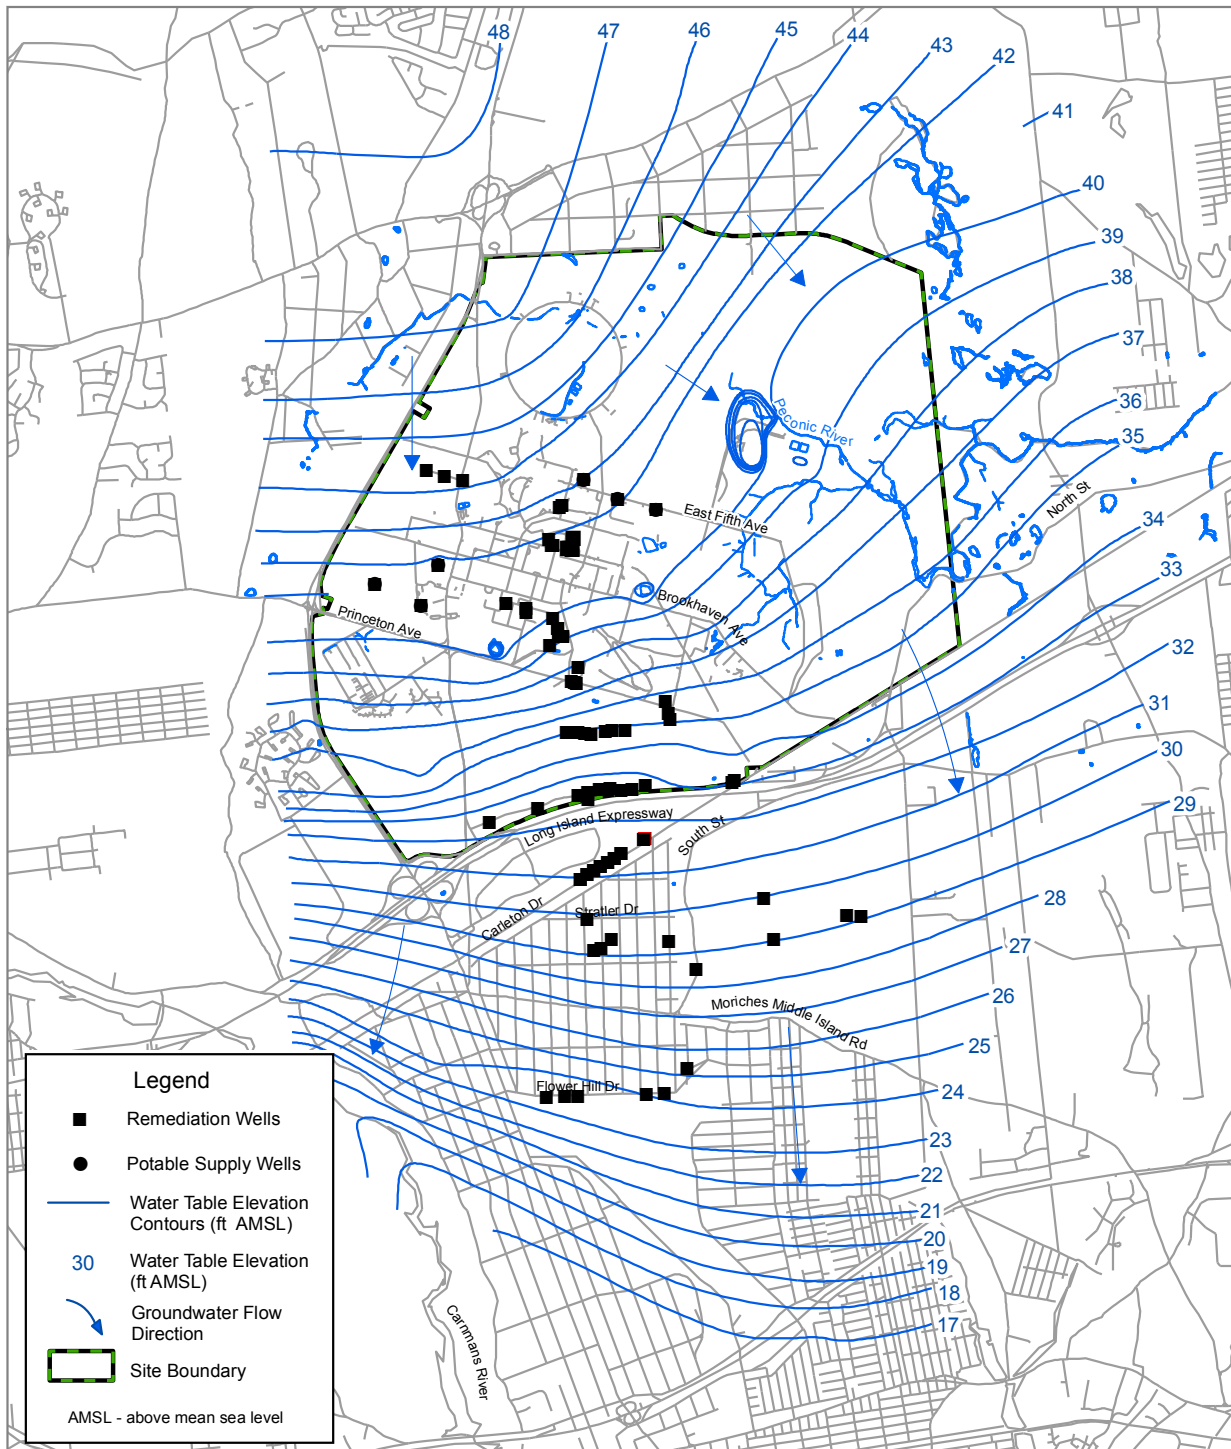 48
47
46
45
44
43
42
41
40
39
38
37
36
35
34
33
32
31
30
29
28
27
26
25
24
23
22
21
20
19
18
17
Peconic River
East Fifth Ave
North St
Brookhaven Ave
Princeton Ave
Long Island Expressway
South St
Carleton Dr
Stratler Dr
Moriches Middle Island Rd
Flower Hill Dr
Carnmans River
Legend
Remediation Wells
Potable Supply Wells
Water Table Elevation
Contours (ft AMSL)
30
Water Table Elevation
(ft AMSL)
Groundwater Flow
Direction
Site Boundary
AMSL - above mean sea level